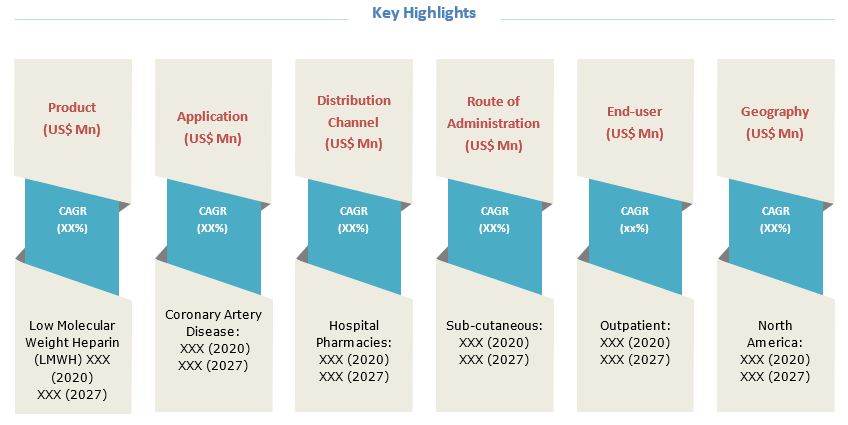 Key Highlights
Product
(US$ Mn)
Application
(US$ Mn)
Distribution
Channel
(US$ Mn)
Route of
Administration
(US$ Mn)
End-user
(US$ Mn)
Geography
(US$ Mn)
CAGR
(XX%)
CAGR
(XX%)
CAGR
(XX%)
CAGR
(XX%)
CAGR
(xx%)
CAGR
(XX%)
Low Molecular
Weight Heparin
(LMWH) XXX
(2020)
XXX (2027)
Coronary Artery
Disease:
XXX (2020)
XXX (2027)
Hospital
Pharmacies:
XXX (2020)
XXX (2027)
Sub-cutaneous:
XXX (2020)
XXX (2027)
Outpatient:
XXX (2020)
XXX (2027)
North
America:
XXX (2020)
XXX (2027)